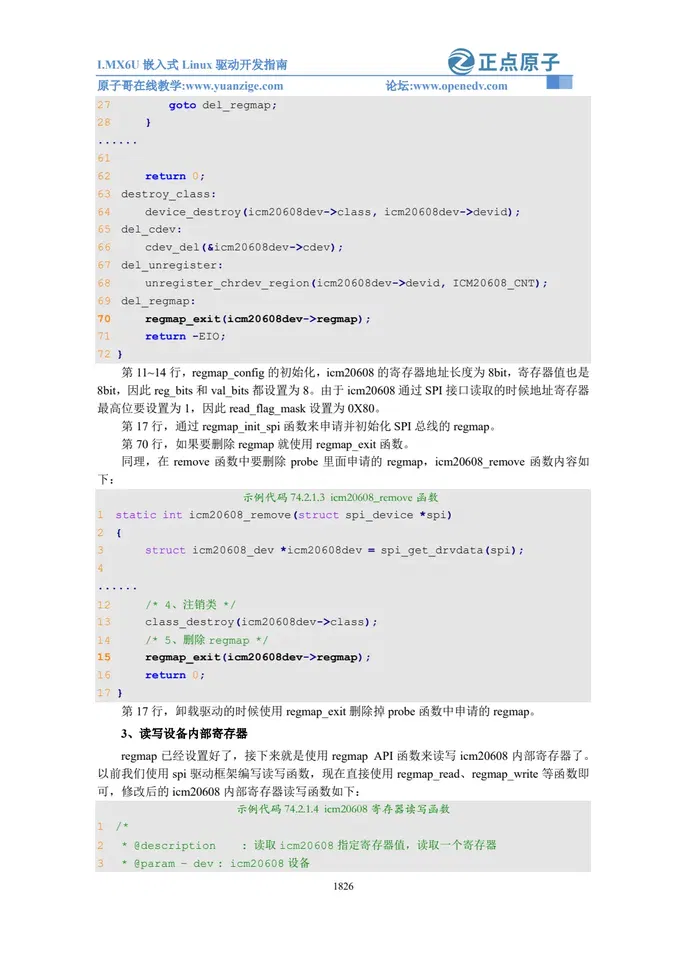 I.MX6U 嵌入式 Linux 驱动开发指南
正点原子
原子哥在线教学:www.yuanzige.com 论坛:www.openedv.com
27 goto del_regmap;
28 }
......
61
62 return 0;
63 destroy_class:
64 device_destroy(icm20608dev->class, icm20608dev->devid);
65 del_cdev:
66 cdev_del(&icm20608dev->cdev);
67 del_unregister:
68 unregister_chrdev_region(icm20608dev->devid, ICM20608_CNT);
69 del_regmap:
70 regmap_exit(icm20608dev->regmap);
71 return -EIO;
72 }
第 11~14 行，regmap_config 的初始化，icm20608 的寄存器地址长度为 8bit，寄存器值也是
8bit，因此 reg_bits 和 val_bits 都设置为 8。由于 icm20608 通过 SPI 接口读取的时候地址寄存器
最高位要设置为 1，因此 read_flag_mask 设置为 0X80。
第 17 行，通过 regmap_init_spi 函数来申请并初始化 SPI 总线的 regmap。
第 70 行，如果要删除 regmap 就使用 regmap_exit 函数。
同理，在 remove 函数中要删除 probe 里面申请的 regmap，icm20608_remove 函数内容如
下：
示例代码 74.2.1.3 icm20608_remove 函数
1 static int icm20608_remove(struct spi_device *spi)
2 {
3 struct icm20608_dev *icm20608dev = spi_get_drvdata(spi);
4
......
12 /* 4、注销类 */
13 class_destroy(icm20608dev->class);
14 /* 5、删除 regmap */
15 regmap_exit(icm20608dev->regmap);
16 return 0;
17 }
第 17 行，卸载驱动的时候使用 regmap_exit 删除掉 probe 函数中申请的 regmap。
3、读写设备内部寄存器
regmap 已经设置好了，接下来就是使用 regmap API 函数来读写 icm20608 内部寄存器了。
以前我们使用 spi 驱动框架编写读写函数，现在直接使用 regmap_read、regmap_write 等函数即
可，修改后的 icm20608 内部寄存器读写函数如下：
示例代码 74.2.1.4 icm20608 寄存器读写函数
1 /*
2 * @description : 读取 icm20608 指定寄存器值，读取一个寄存器
3 * @param – dev : icm20608 设备
1826